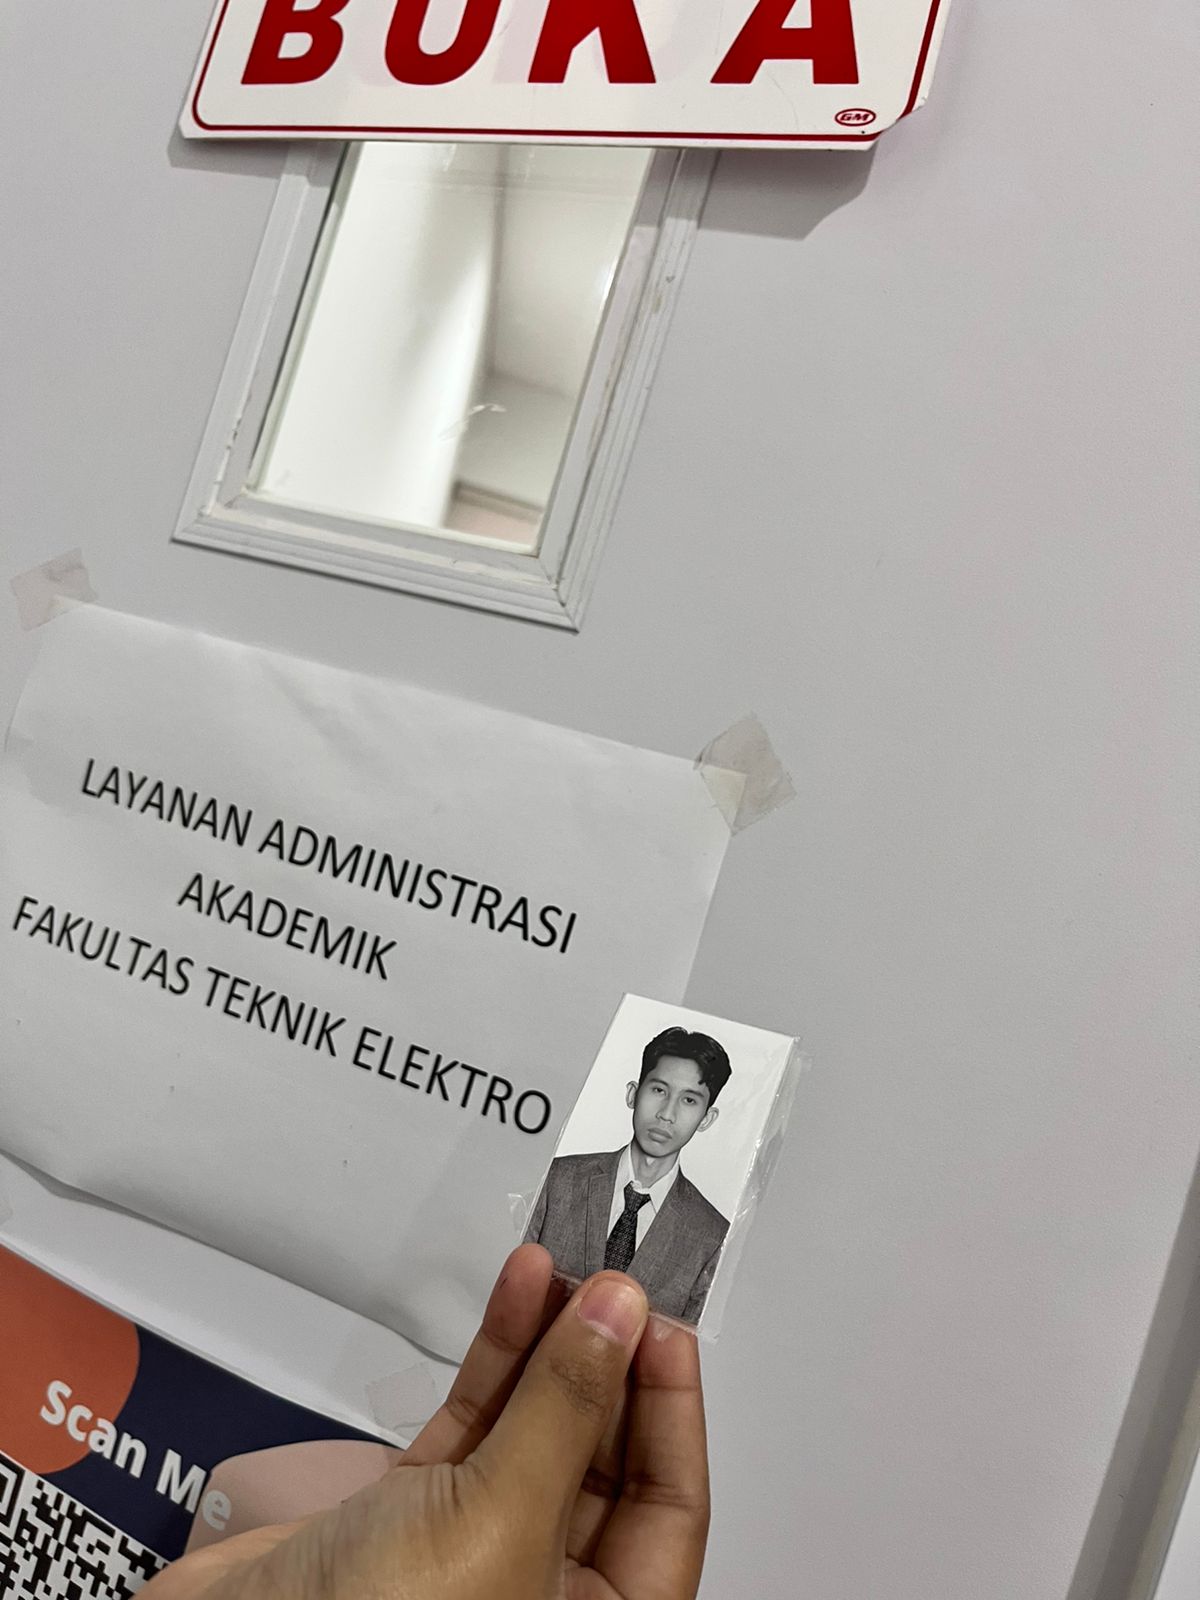 BUKA
GM
LAYANAN ADMINISTRASI
AKADEMIK
FAKULTAS TEKNIK ELEKTRO
Scan Me